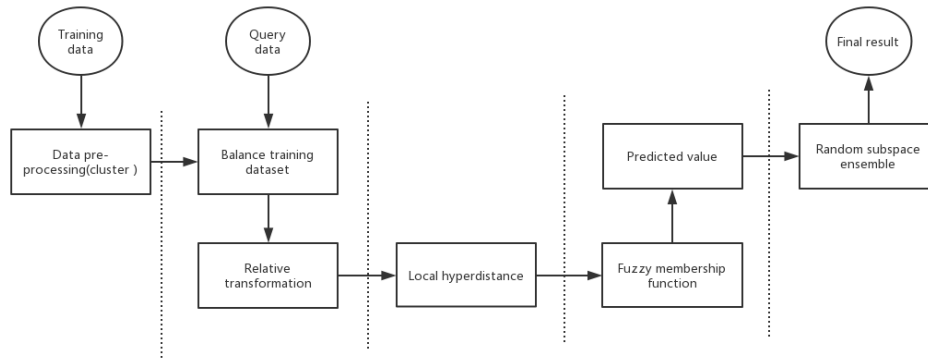 Training
data
Query
data
Final result
Data pre-
processing(cluster )
Balance training
dataset
Predicted value
Random subspace
ensemble
Relative
transformation
Local hyperdistance
Fuzzy membership
function